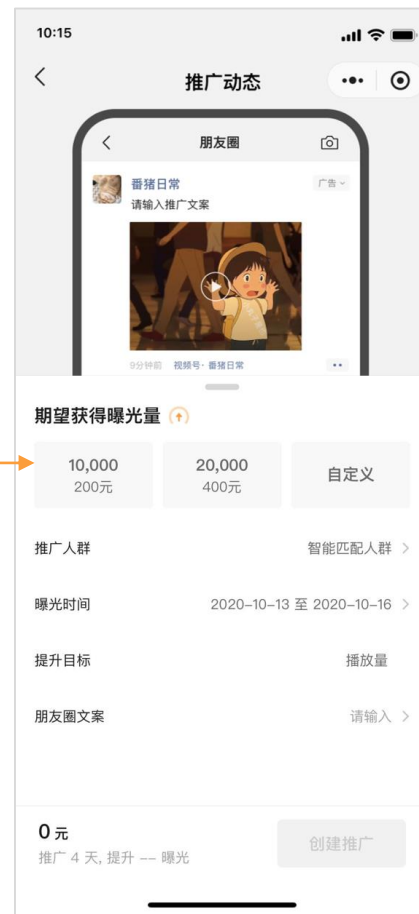 10:15
推广动态
朋友圈
番猪日常
广告
请输入推广文案
9分钟前 视频号·番猪日常
期望获得曝光量
10,000
200元
20,000
400元
自定义
推广人群 智能匹配人群
曝光时间 2020-10-13 至 2020-10-16
提升目标 播放量
朋友圈文案 请输入
0元
推广 4 天, 提升 -- 曝光
创建推广